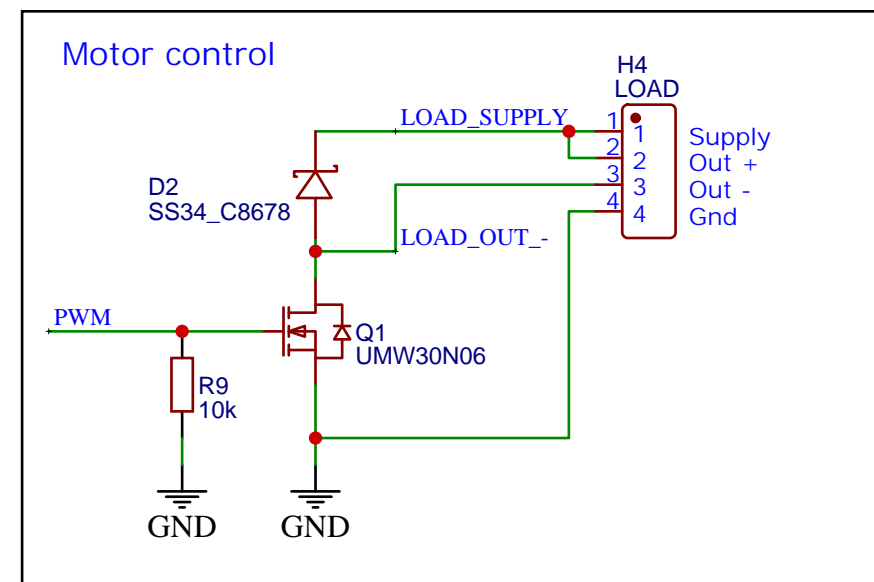 Motor control
H4
LOAD
LOAD_SUPPLY
1 1 Supply
2 2 Out +
3 3 Out -
4 4 Gnd
D2
SS34_C8678
LOAD_OUT_-
PWM
Q1
UMW30N06
R9
10k
GND GND